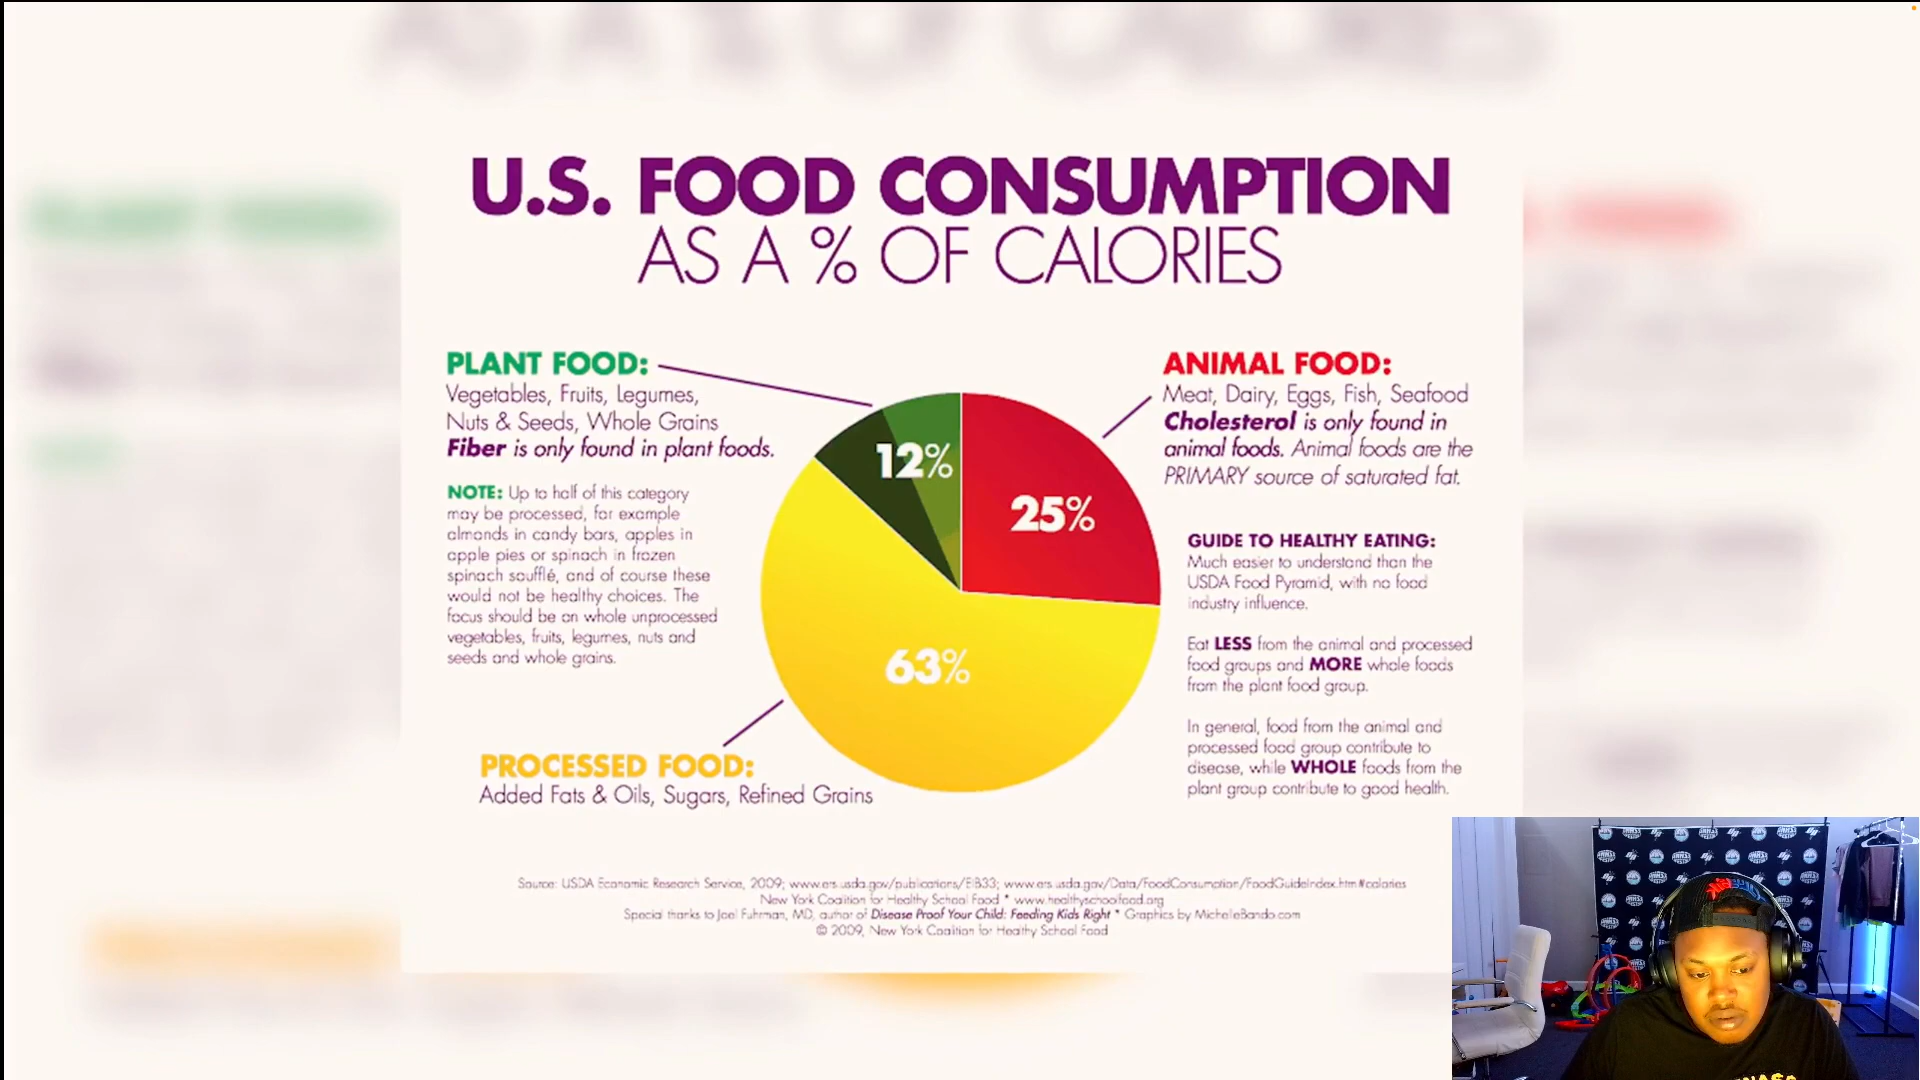 U.S. FOOD CONSUMPTION
AS A % OF CALORIES
PLANT FOOD:
Vegetables, Fruits, Legumes,
Nuts & Seeds, Whole Grains
Fiber is only found in plant foods.
NOTE: Up to half of this category
may be processed, for example
almonds in candy bars, apples in
apple pies or spinach in frozen
spinach soufflé, and of course these
would not be healthy choices. The
focus should be on whole unprocessed
vegetables, fruits, legumes, nuts and
seeds and whole grains.
12%
25%
63%
ANIMAL FOOD:
Meat, Dairy, Eggs, Fish, Seafood
Cholesterol is only found in
animal foods. Animal foods are the
PRIMARY source of saturated fat.
GUIDE TO HEALTHY EATING:
Much easier to understand than the
USDA Food Pyramid, with no food
industry influence.
Eat LESS from the animal and processed
food groups and MORE whole foods
from the plant food group.
In general, food from the animal and
processed food group contribute to
disease, while WHOLE foods from the
plant group contribute to good health.
PROCESSED FOOD:
Added Fats & Oils, Sugars, Refined Grains
Source: USDA Economic Research Service, 2009; www.ers.usda.gov/publications/EIB33; www.ers.usda.gov/Data/FoodConsumption/FoodGuideIndex.htm#calories
New York Coalition for Healthy School Food * www.healthyschoolfood.org
Special thanks to Joel Fuhrman, MD, author of Disease Proof Your Child: Feeding Kids Right * Graphics by MichelleBando.com
© 2009, New York Coalition for Healthy School Food